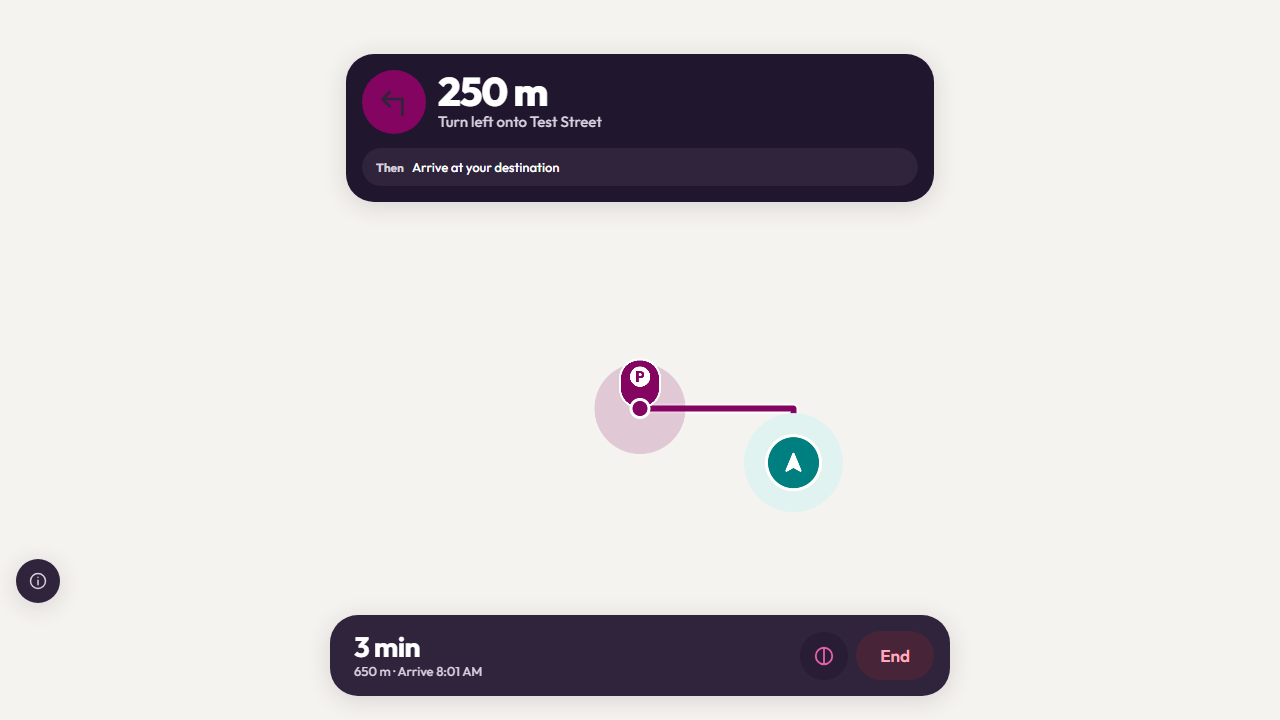 250 m
Turn left onto Test Street
Then Arrive at your destination
P
3 min
650 m · Arrive 8:01 AM
End